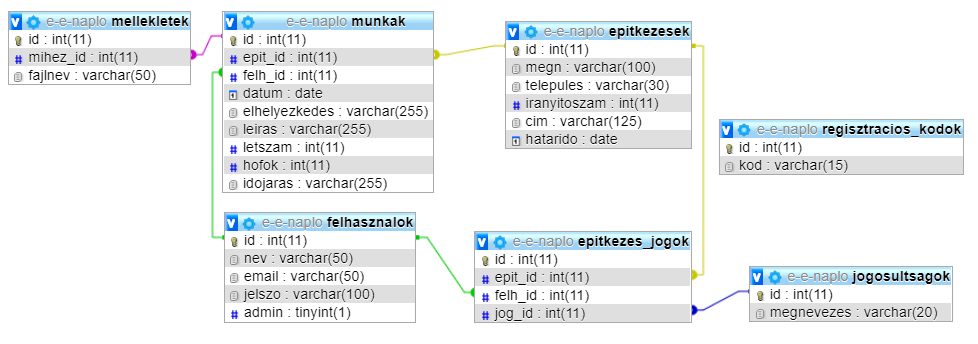 e-e-naplo mellekletek
id : int(11)
mihez_id : int(11)
fajlnev : varchar(50)
e-e-naplo munkak
id : int(11)
epit_id : int(11)
felh_id : int(11)
datum : date
elhelyezkedes : varchar(255)
leiras : varchar(255)
letszam : int(11)
hofok : int(11)
idojaras : varchar(255)
e-e-naplo epitkezesek
id : int(11)
megn : varchar(100)
telepules : varchar(30)
iranyitoszam : int(11)
cim : varchar(125)
hatarido : date
e-e-naplo regisztracios_kodok
id : int(11)
kod : varchar(15)
e-e-naplo felhasznalok
id : int(11)
nev : varchar(50)
email : varchar(50)
jelszo : varchar(100)
admin : tinyint(1)
e-e-naplo epitkezes_jogok
id : int(11)
epit_id : int(11)
felh_id : int(11)
jog_id : int(11)
e-e-naplo jogosultsagok
id : int(11)
megnevezes : varchar(20)